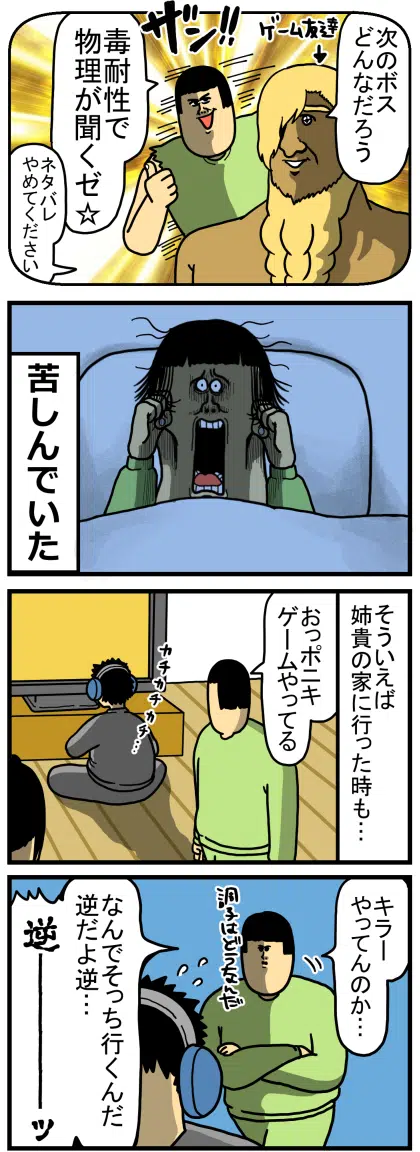 ザンッ!!
ゲーム友達
次のボス
どんなだろう
毒耐性で
物理が聞くゼ☆
ネタバレ
やめてください
苦しんでいた
そういえば
姉貴の家に行った時も…
おっポニキ
ゲームやってる
カチカチカチ…
キラー
やってんのか…
調子はどうなんだ
なんでそっち行くんだ
逆だよ逆…
逆──ッ